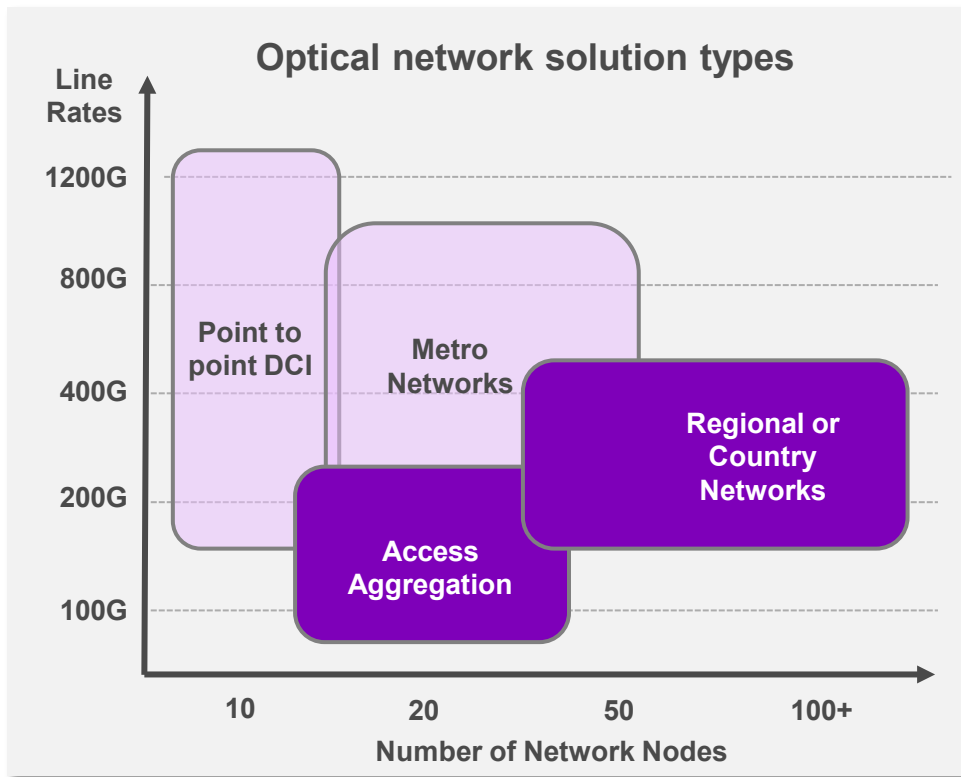 Optical network solution types
Line
Rates
1200G
800G
400G
200G
100G
Point to
point DCI
Metro
Networks
Regional or
Country
Networks
Access
Aggregation
10
20
50
100+
Number of Network Nodes